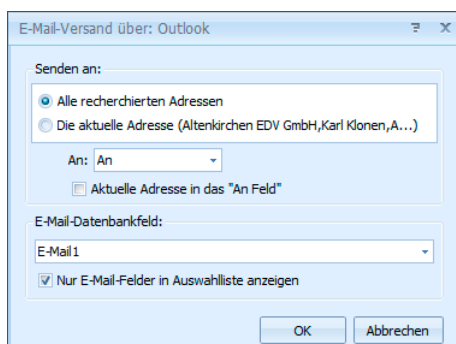 E-Mail-Versand über: Outlook
Senden an:
Alle recherchierten Adressen
Die aktuelle Adresse (Altenkirchen EDV GmbH,Karl Klonen,A...)
An: An
Aktuelle Adresse in das "An Feld"
E-Mail-Datenbankfeld:
E-Mail1
Nur E-Mail-Felder in Auswahlliste anzeigen
OK Abbrechen